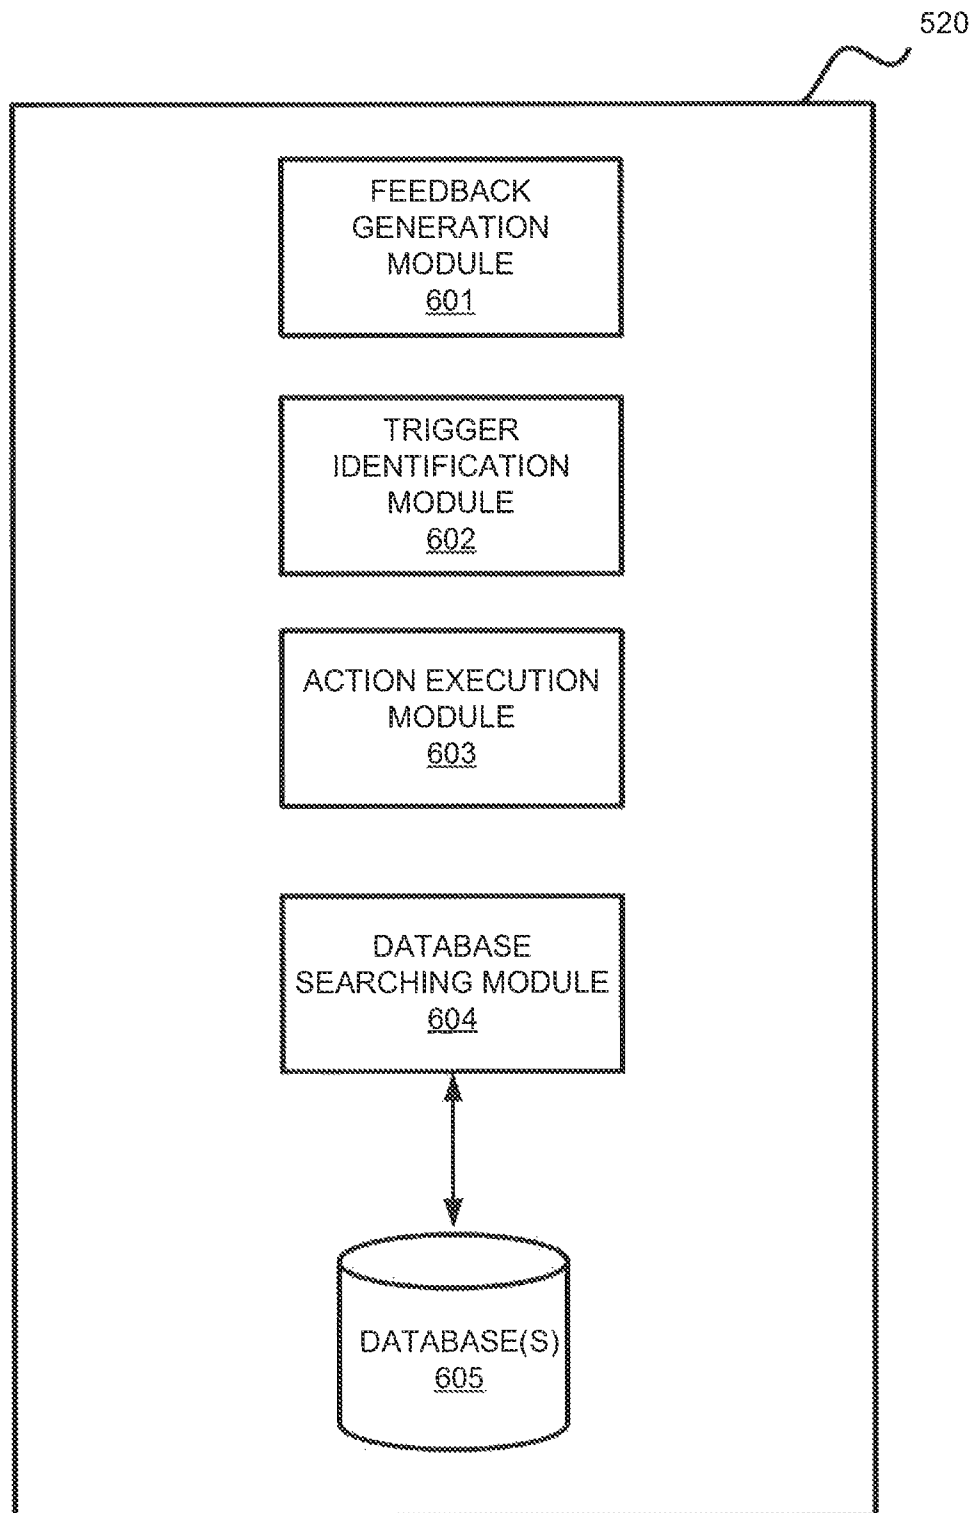 520
FEEDBACK
GENERATION
MODULE
601
TRIGGER
IDENTIFICATION
MODULE
602
ACTION EXECUTION
MODULE
603
DATABASE
SEARCHING MODULE
604
DATABASE(S)
605